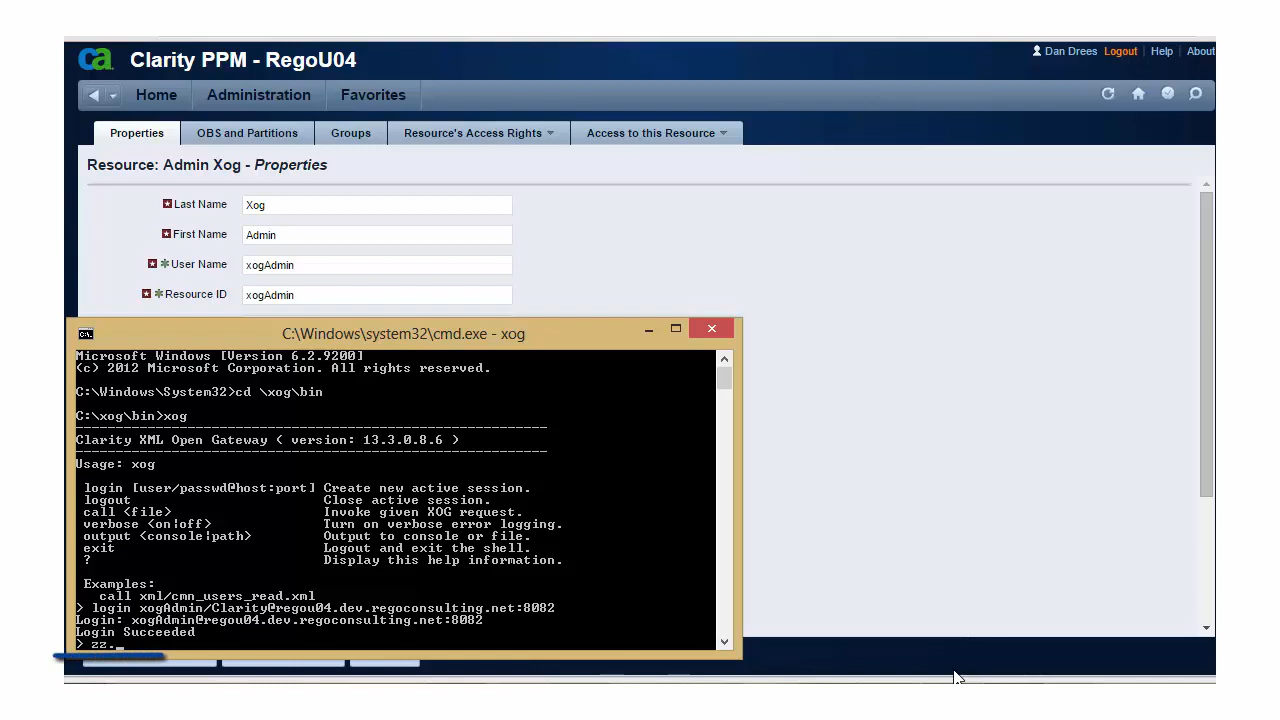 ca Clarity PPM - RegoU04
Dan Drees Logout Help About
Home Administration Favorites
Properties OBS and Partitions Groups Resource's Access Rights Access to this Resource
Resource: Admin Xog - Properties
Last Name Xog
First Name Admin
User Name xogAdmin
Resource ID xogAdmin
C:\Windows\system32\cmd.exe - xog
Microsoft Windows [Version 6.2.9200]
(c) 2012 Microsoft Corporation. All rights reserved.
C:\Windows\System32>cd \xog\bin
C:\xog\bin>xog
Clarity XML Open Gateway ( version: 13.3.0.8.6 )
Usage: xog
login [user/passwd@host:port] Create new active session.
logout Close active session.
call <file> Invoke given XOG request.
verbose <on|off> Turn on verbose error logging.
output <console|path> Output to console or file.
exit Logout and exit the shell.
? Display this help information.
Examples:
call xml/cmn_users_read.xml
> login xogAdmin/Clarity@regou04.dev.regoconsulting.net:8082
Login: xogAdmin@regou04.dev.regoconsulting.net:8082
Login Succeeded
> zz._